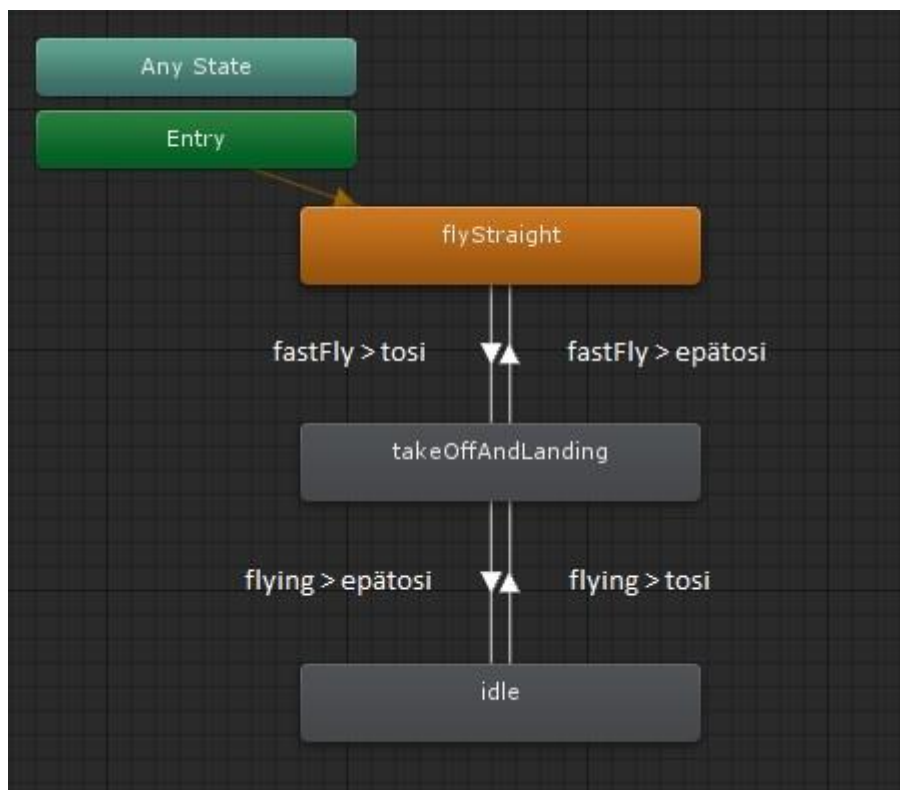 Any State
Entry
flyStraight
fastFly > tosi
fastFly > epätosi
takeOffAndLanding
flying > epätosi
flying > tosi
idle